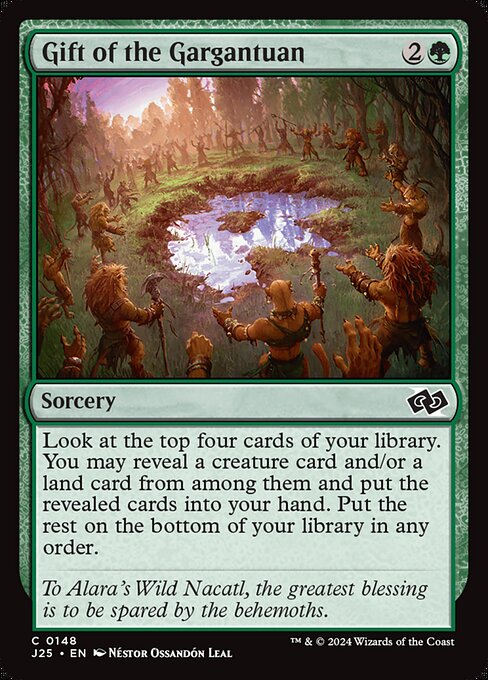 Gift of the Gargantuan 2
Sorcery
Look at the top four cards of your library.
You may reveal a creature card and/or a
land card from among them and put the
revealed cards into your hand. Put the
rest on the bottom of your library in any
order.
To Alara's Wild Nacatl, the greatest blessing
is to be spared by the behemoths.
C 0148
J25 • EN Néstor Ossandón Leal
™ & © 2024 Wizards of the Coast